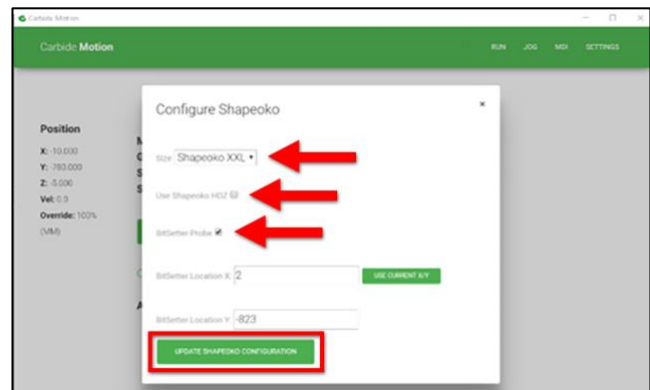 Carbide Motion
Carbide Motion
RUN JOG MDI SETTINGS
Configure Shapeoko
×
Position
X: -10.000
Y: -783.000
Z: -5.000
Vel: 0.3
Override: 100%
(MM)
Size Shapeoko XXL
Use Shapeoko HDZ
BitSetter Probe
BitSetter Location X: 2
USE CURRENT X/Y
BitSetter Location Y: -823
UPDATE SHAPEOKO CONFIGURATION